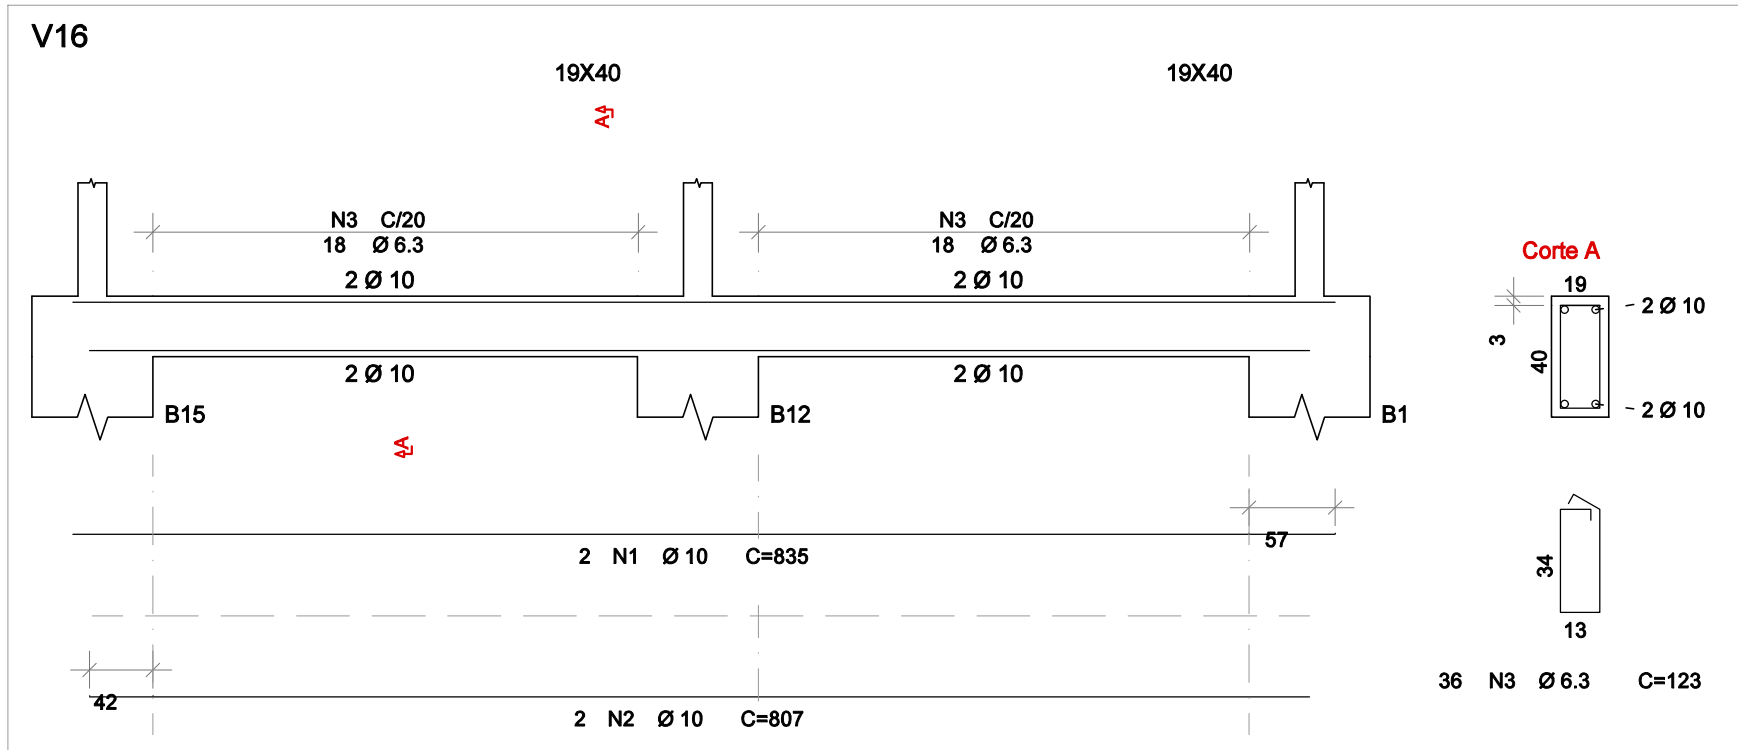 V16
19X40 19X40
A
N3 C/20 N3 C/20
18 Ø 6.3 18 Ø 6.3
2 Ø 10 2 Ø 10
2 Ø 10 2 Ø 10
B15 B12 B1
A
57
2 N1 Ø 10 C=835
42
2 N2 Ø 10 C=807
Corte A
19
2 Ø 10
3
40
2 Ø 10
34
13
36 N3 Ø 6.3 C=123